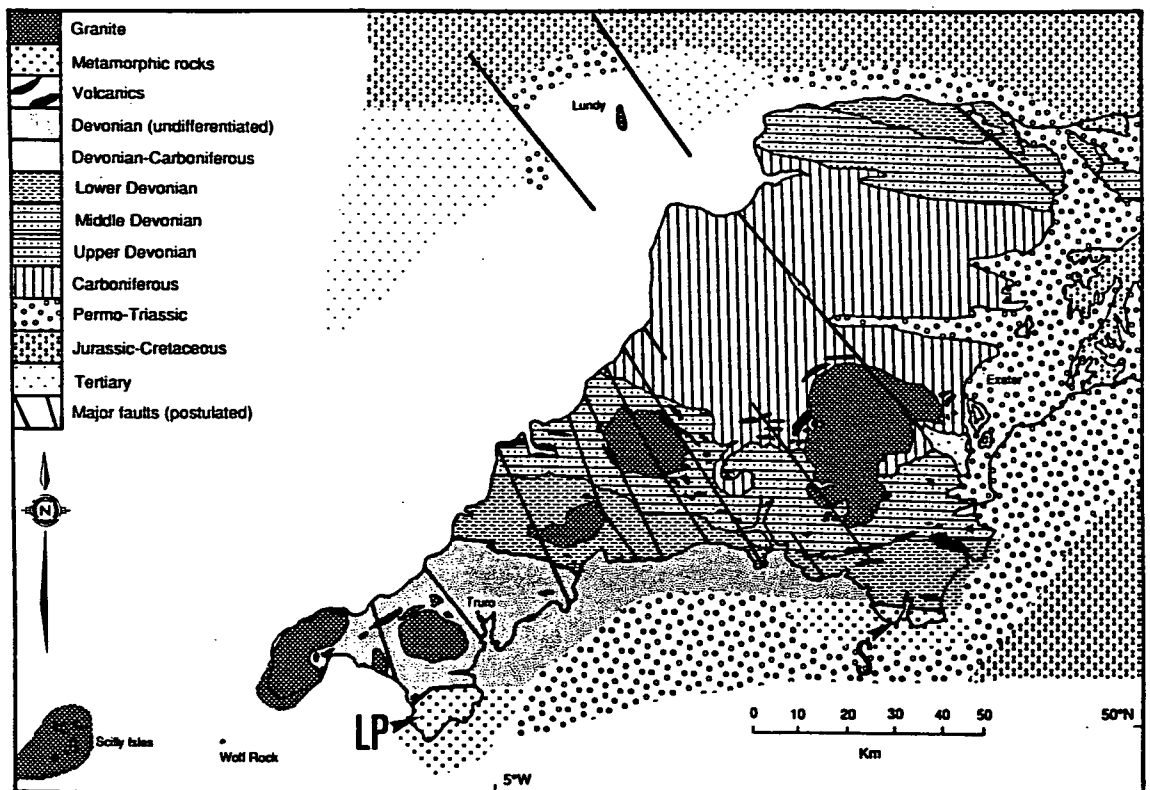 Granite
Metamorphic rocks
Volcanics
Devonian (undifferentiated)
Devonian-Carboniferous
Lower Devonian
Middle Devonian
Upper Devonian
Carboniferous
Permo-Triassic
Jurassic-Cretaceous
Tertiary
Major faults (postulated)
N
Lundy
Exeter
Truro
S
LP
Scilly Isles
Wolf Rock
0 10 20 30 40 50
Km
50°N
5°W